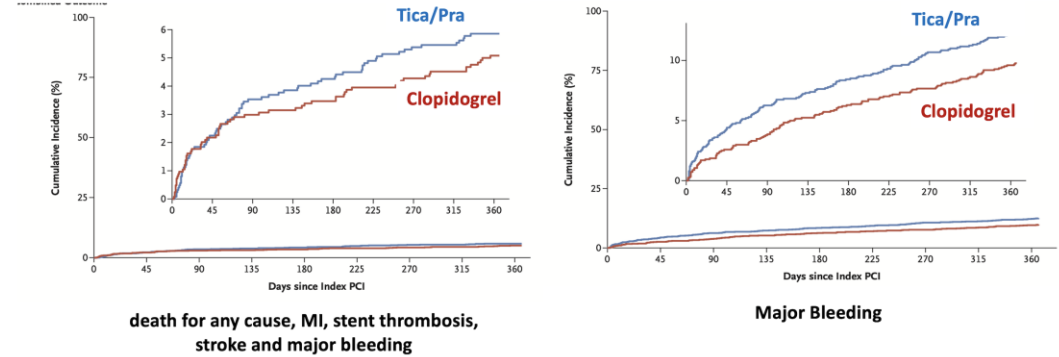 Tica/Pra
Clopidogrel
Cumulative Incidence (%)
100
75
50
25
0
6
5
4
3
2
1
0
0 45 90 135 180 225 270 315 360
0 45 90 135 180 225 270 315 360
Days since Index PCI
death for any cause, MI, stent thrombosis,
stroke and major bleeding
Tica/Pra
Clopidogrel
Cumulative Incidence (%)
100
75
50
25
0
10
5
0
0 45 90 135 180 225 270 315 360
0 45 90 135 180 225 270 315 360
Days since Index PCI
Major Bleeding